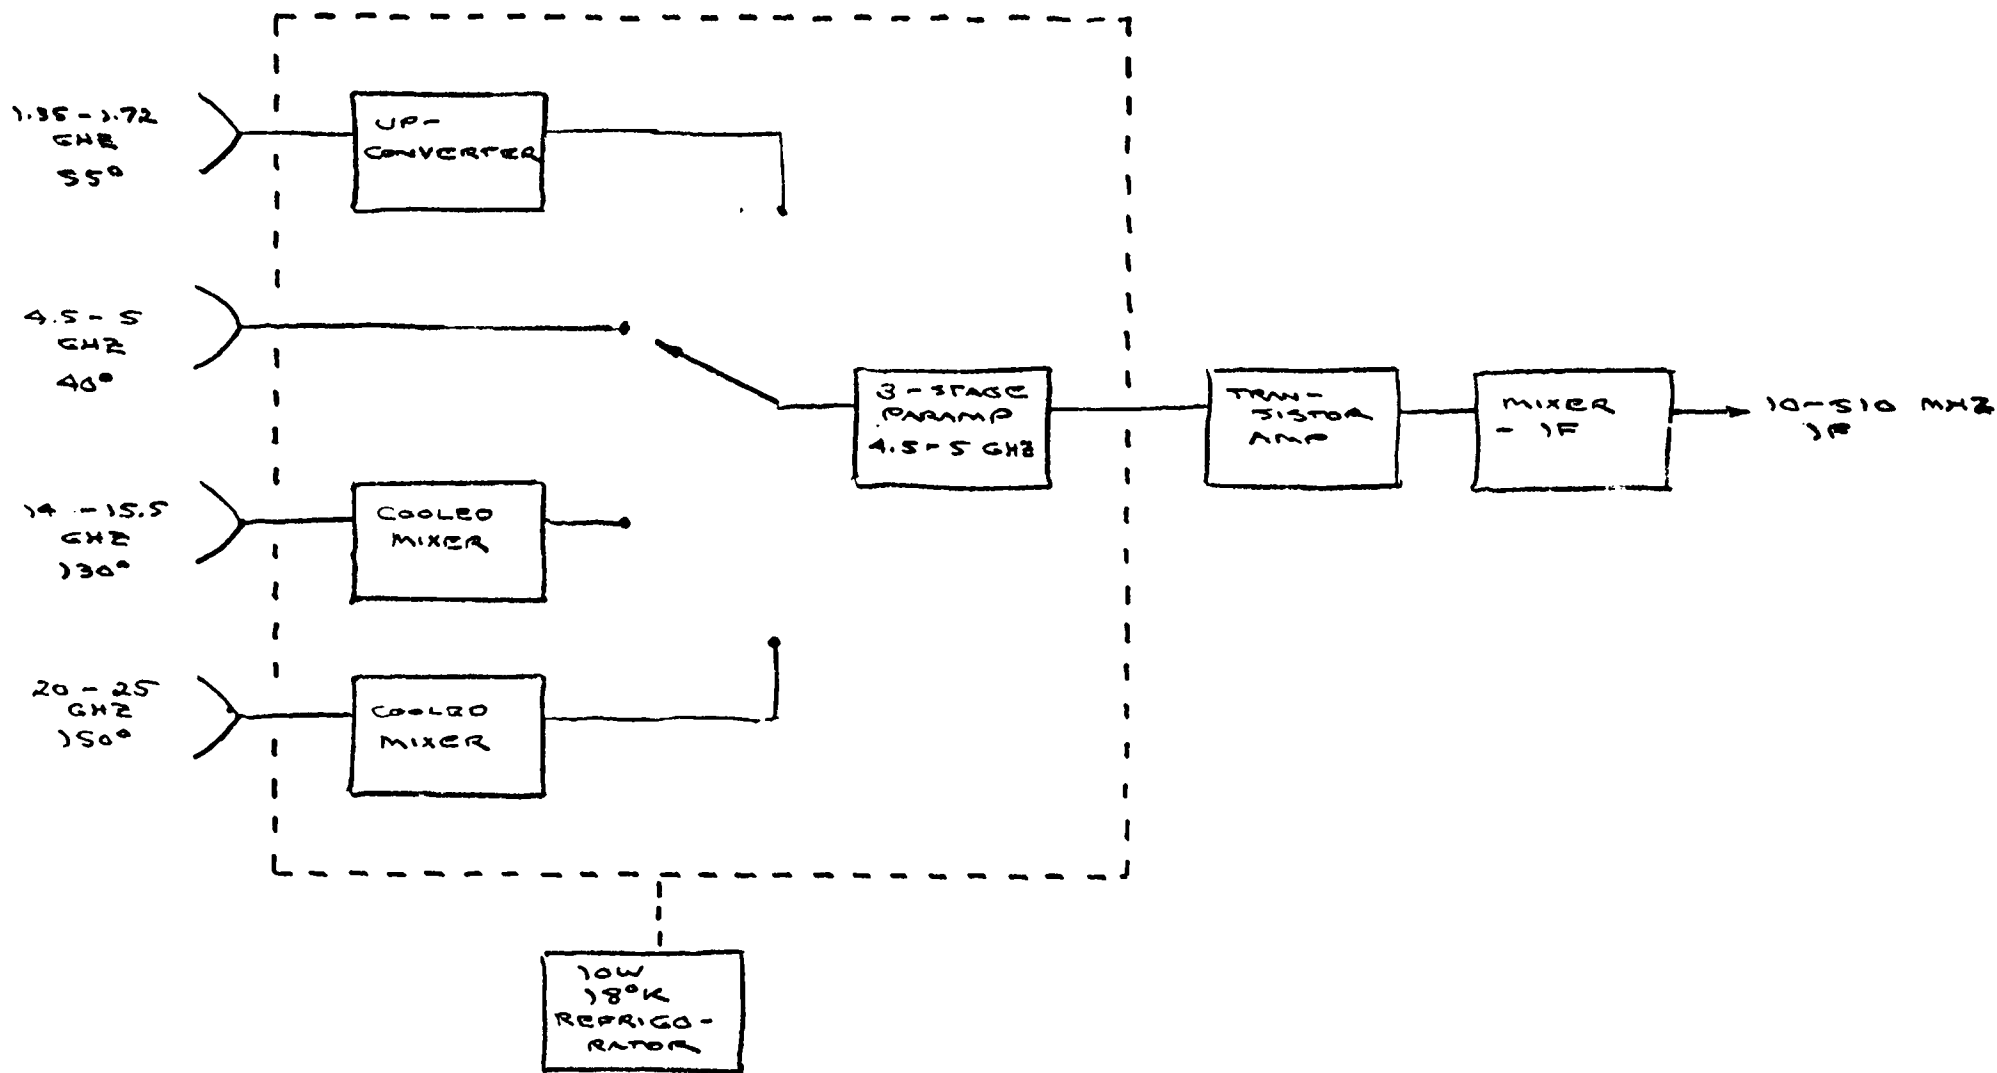 1.35 - 1.72
GHZ
55°
UP-
CONVERTER
4.5 - 5
GHZ
40°
3 - STAGE
PARAMP
4.5 - 5 GHZ
TRAN-
SISTOR
AMP
MIXER
- IF
10-510 MHZ
IF
14 - 15.5
GHZ
130°
COOLED
MIXER
20 - 25
GHZ
150°
COOLED
MIXER
10W
18°K
REFRIGO-
RATOR